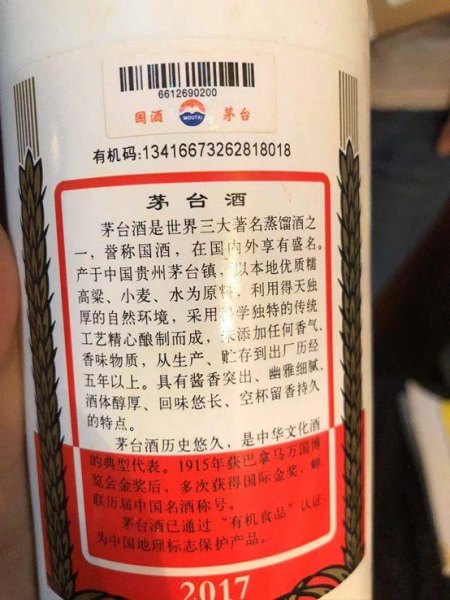 6612690200
国酒 MOUTAI 茅台
有机码:13416673262818018
茅台酒
茅台酒是世界三大著名蒸馏酒之
一，誉称国酒，在国内外享有盛名。
产于中国贵州茅台镇，以本地优质糯
高粱、小麦、水为原料，利用得天独
厚的自然环境，采用科学独特的传统
工艺精心酿制而成，未添加任何香气、
香味物质，从生产、贮存到出厂历经
五年以上。具有酱香突出、幽雅细腻、
酒体醇厚、回味悠长、空杯留香持久
的特点。
茅台酒历史悠久，是中华文化酒
的典型代表。1915年获巴拿马万国博
览会金奖后，多次获得国际金奖，蝉
联历届中国名酒称号。
茅台酒已通过“有机食品”认证，
为中国地理标志保护产品。
2017